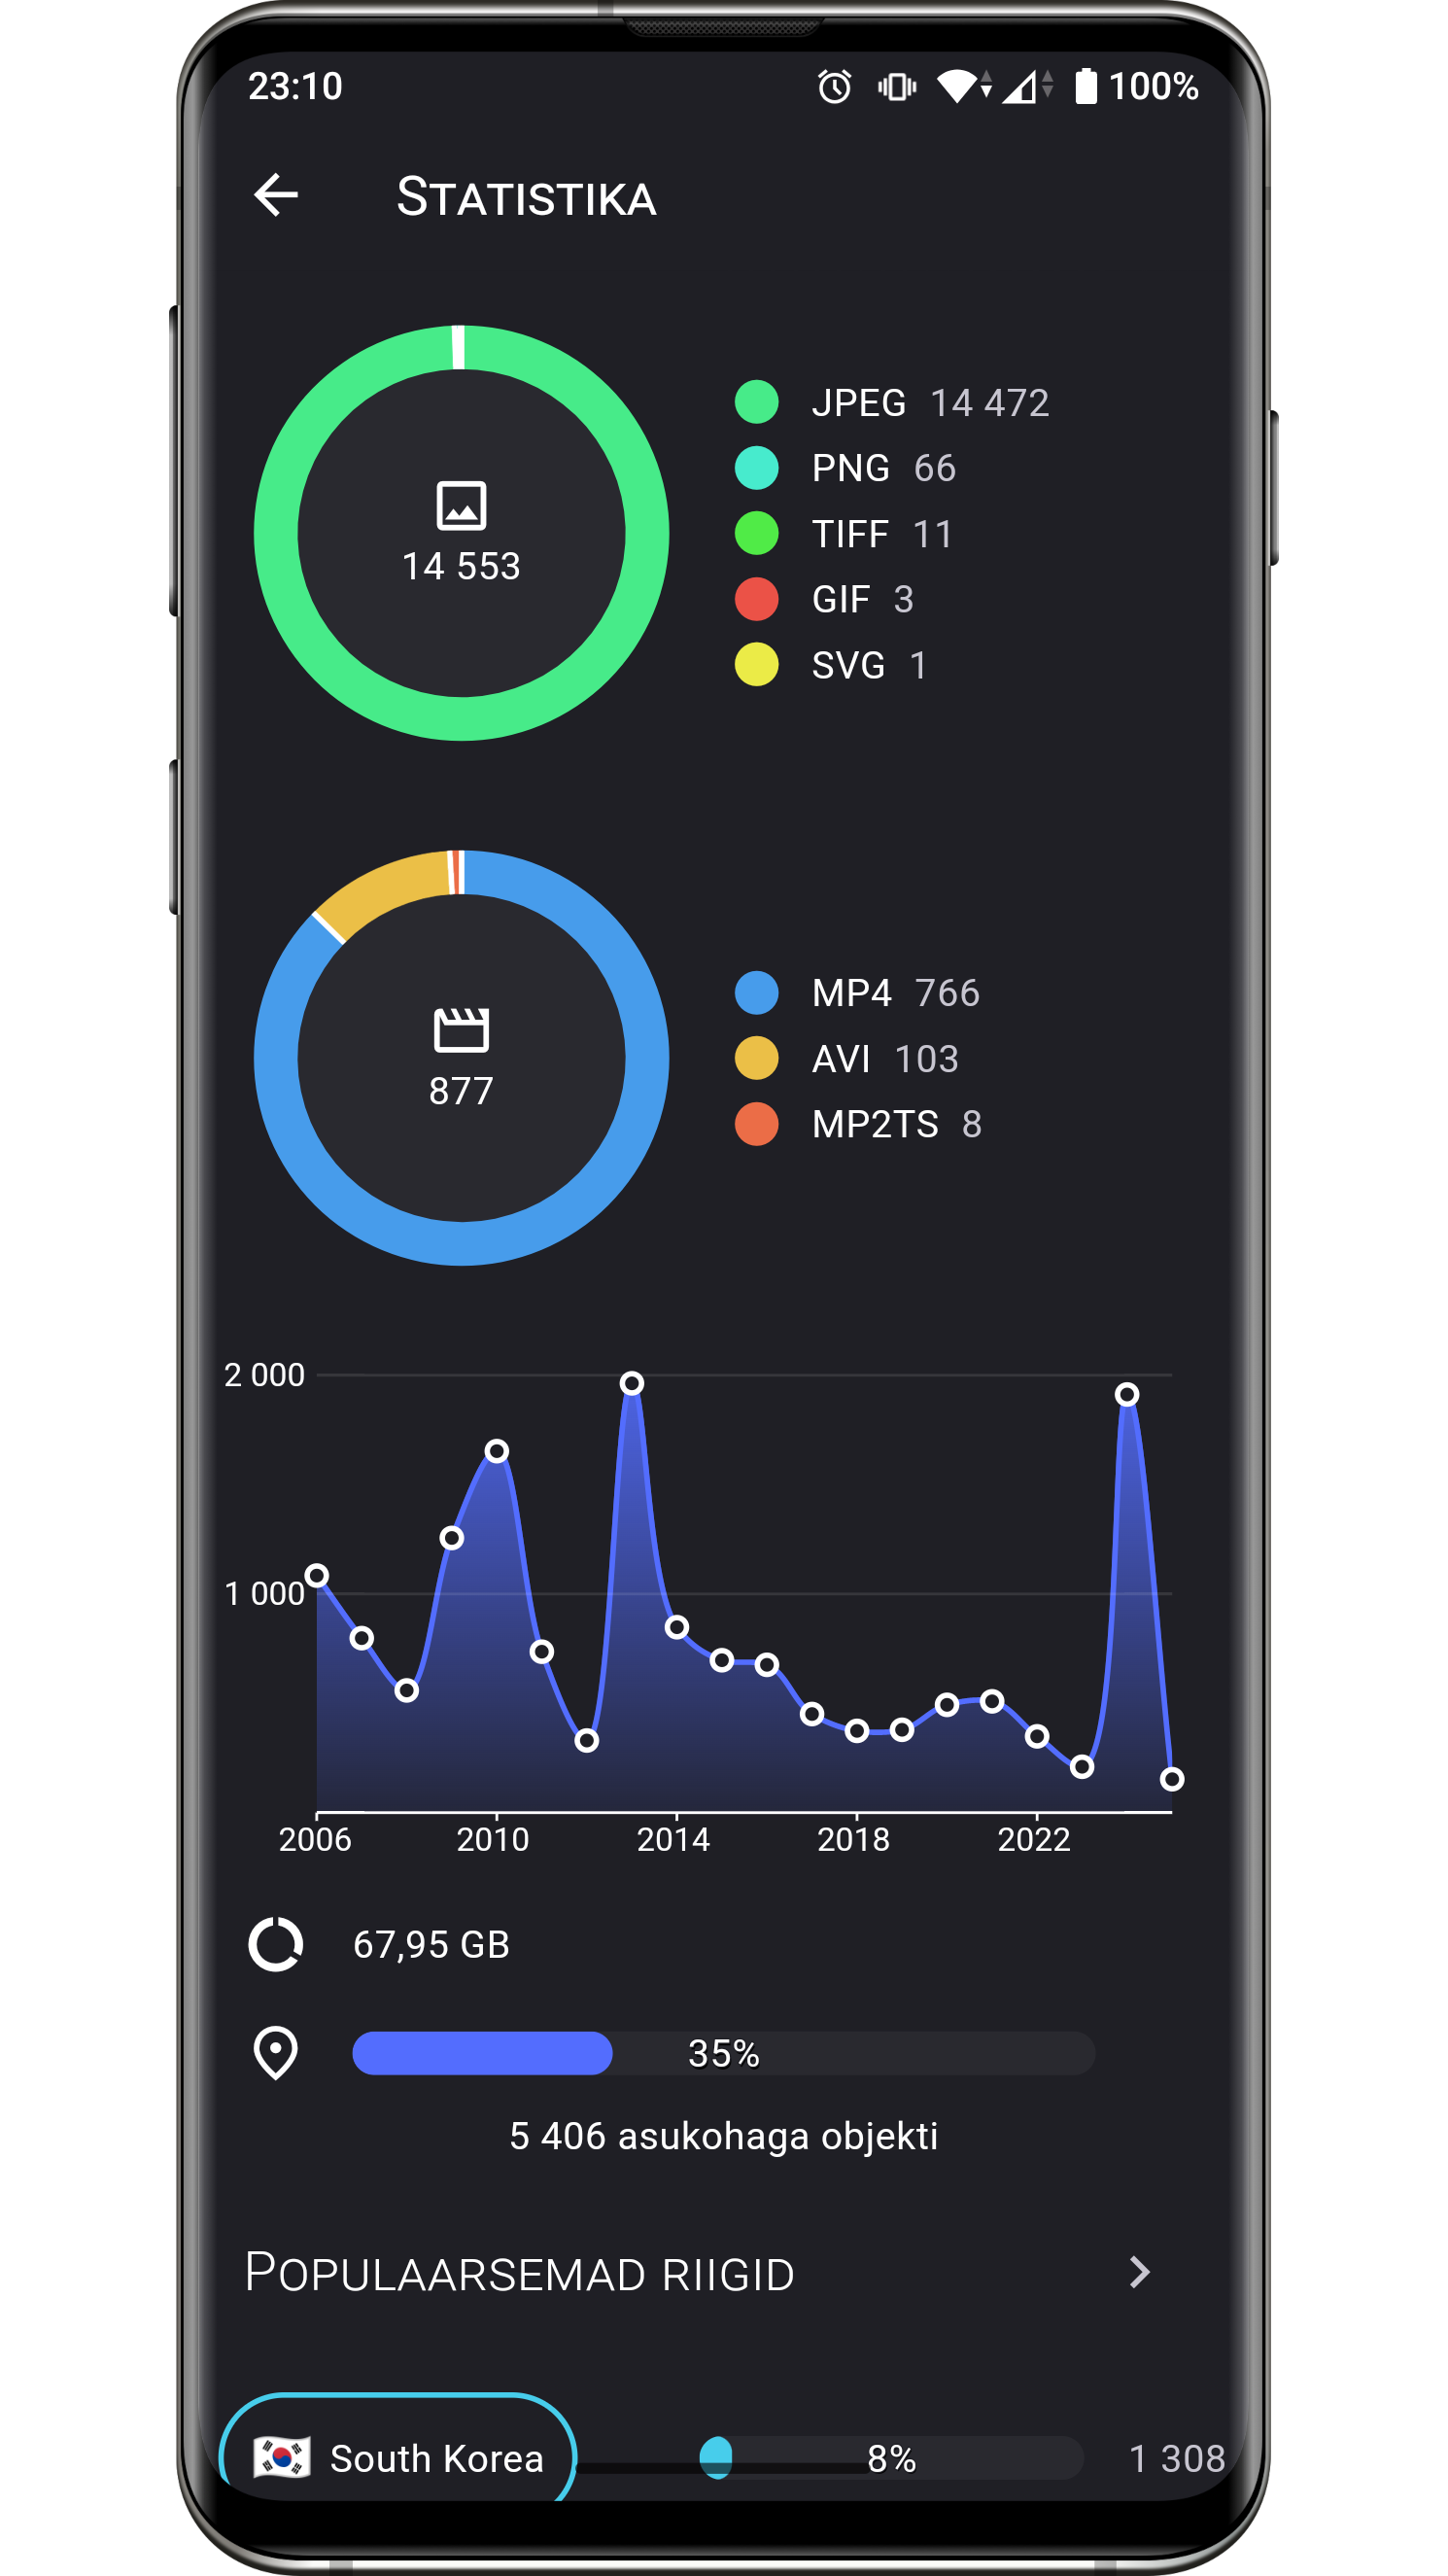 23:10 100%
STATISTIKA
JPEG 14 472
PNG 66
TIFF 11
GIF 3
SVG 1
14 553
MP4 766
AVI 103
MP2TS 8
877
2 000
1 000
2006 2010 2014 2018 2022
67,95 GB
35%
5 406 asukohaga objekti
POPULAARSEMAD RIIGID
South Korea 8% 1 308